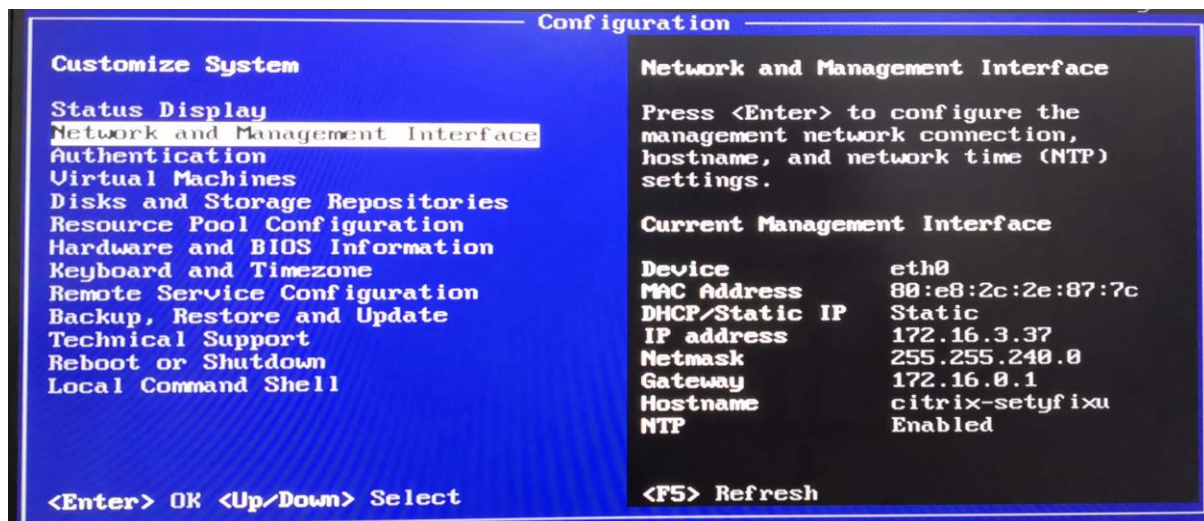 Configuration
Customize System
Status Display
Network and Management Interface
Authentication
Virtual Machines
Disks and Storage Repositories
Resource Pool Configuration
Hardware and BIOS Information
Keyboard and Timezone
Remote Service Configuration
Backup, Restore and Update
Technical Support
Reboot or Shutdown
Local Command Shell
<Enter> OK <Up/Down> Select
Network and Management Interface
Press <Enter> to configure the
management network connection,
hostname, and network time (NTP)
settings.
Current Management Interface
Device eth0
MAC Address 80:e8:2c:2e:87:7c
DHCP/Static IP Static
IP address 172.16.3.37
Netmask 255.255.240.0
Gateway 172.16.0.1
Hostname citrix-setyfixu
NTP Enabled
<F5> Refresh